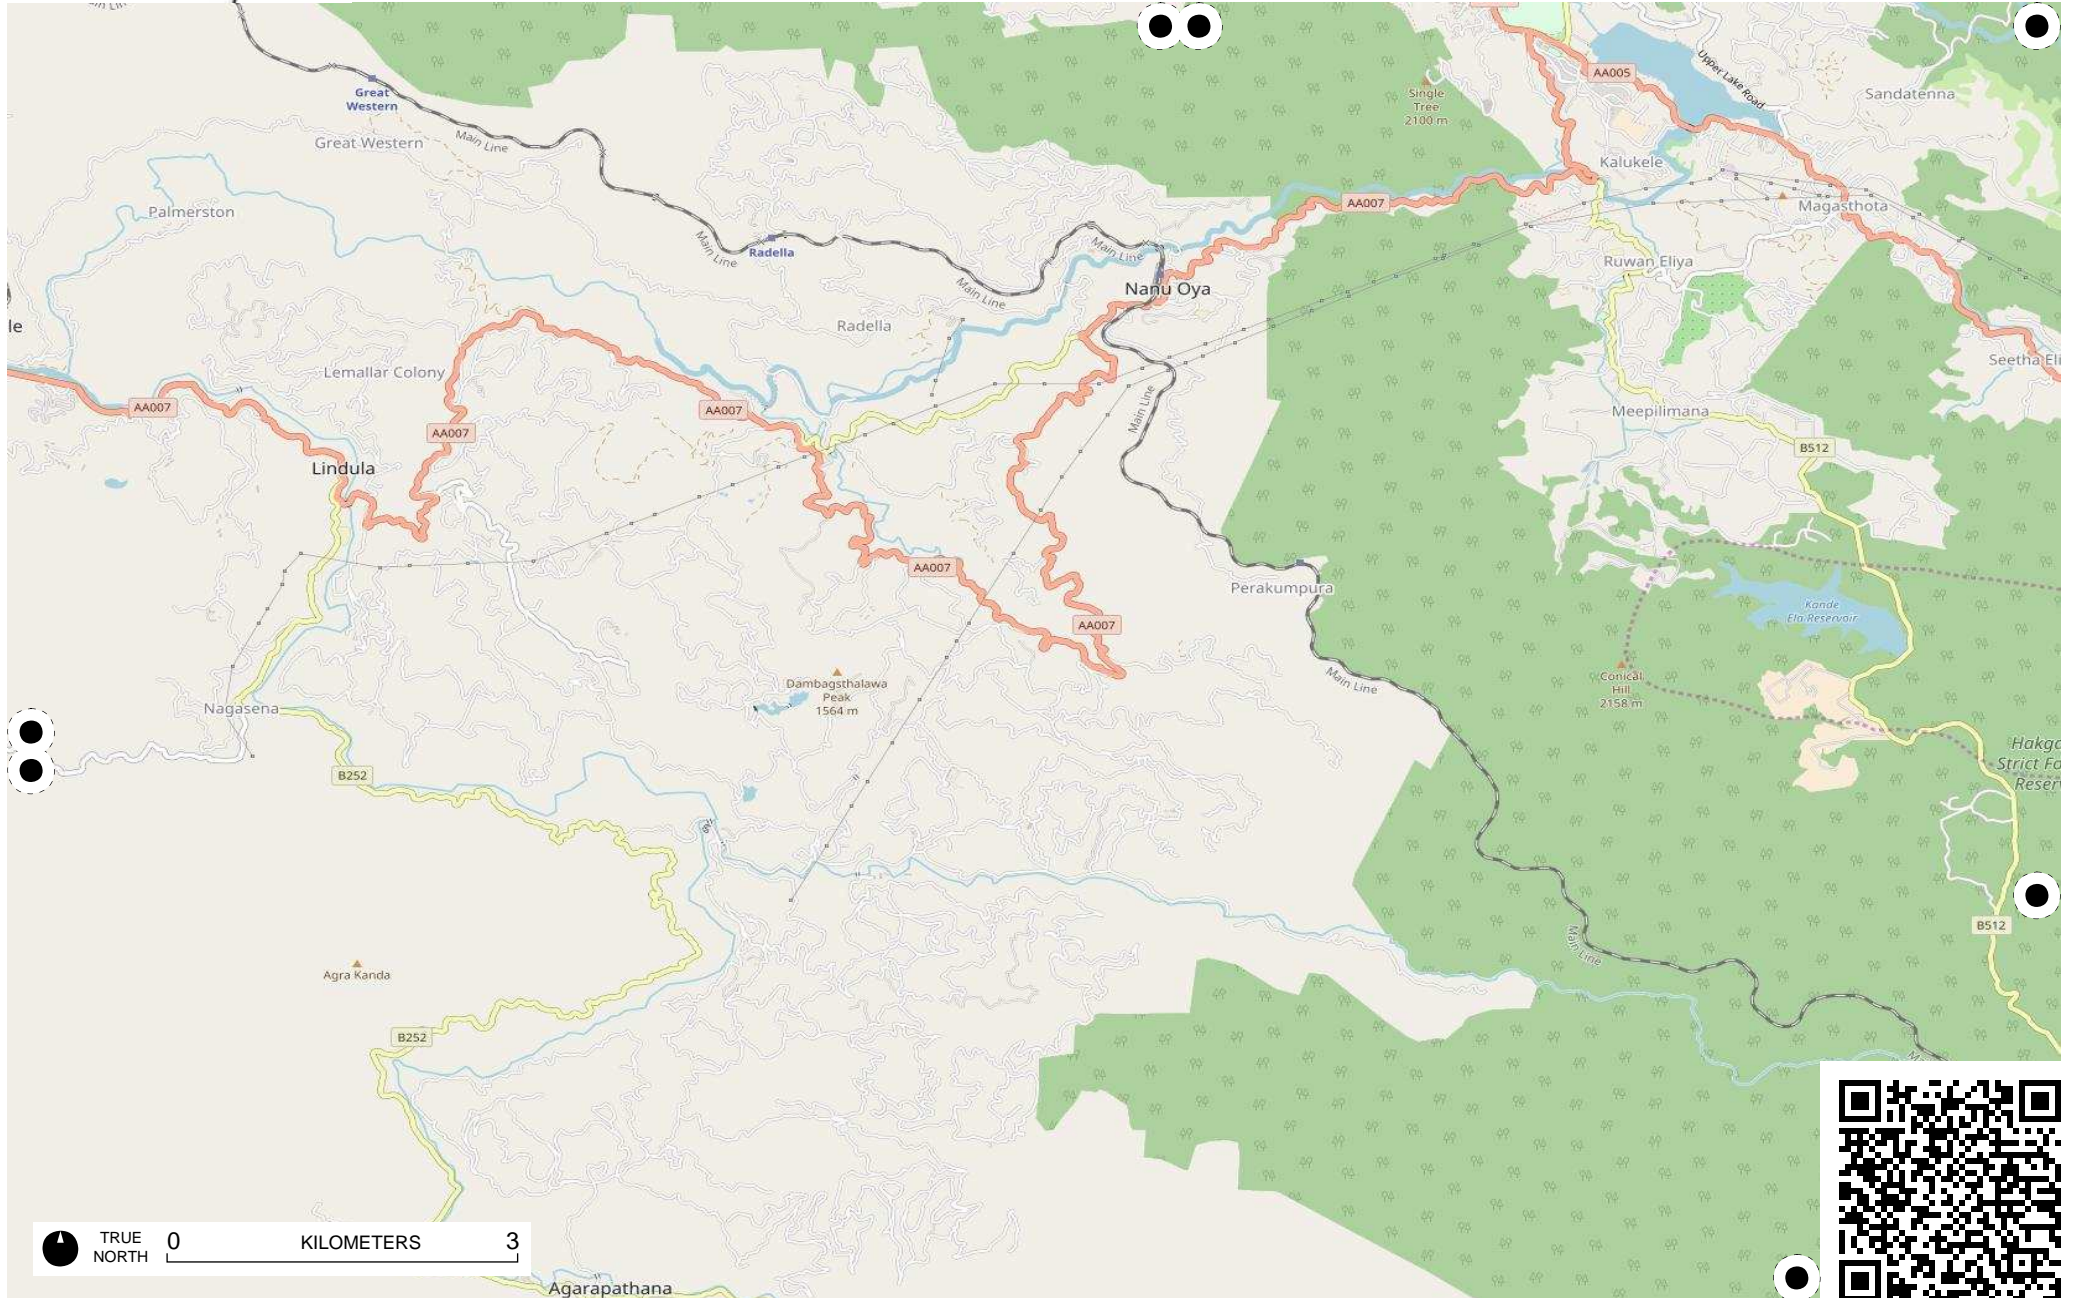 AA005
Upper Lake Road
Sandatenna
Great
Western
Single
Tree
2100 m
Great Western
Main Line
Kalukele
Palmerston
AA007
Magasthota
Main Line
Main Line
Radella
Ruwan Eliya
Main Line
Nanu Oya
le
Radella
Seetha Eli
Lemallar Colony
AA007
AA007
Main Line
Meepilimana
AA007
B512
Lindula
AA007
Perakumpura
Kande
Ela Reservoir
AA007
Main Line
Conical
Hill
2158 m
Dambagsthalawa
Peak
1564 m
Nagasena
Hakga
Strict Fo
Reserv
B252
B512
Main Line
Agra Kanda
B252
TRUE
NORTH
0 KILOMETERS 3
Agarapathana